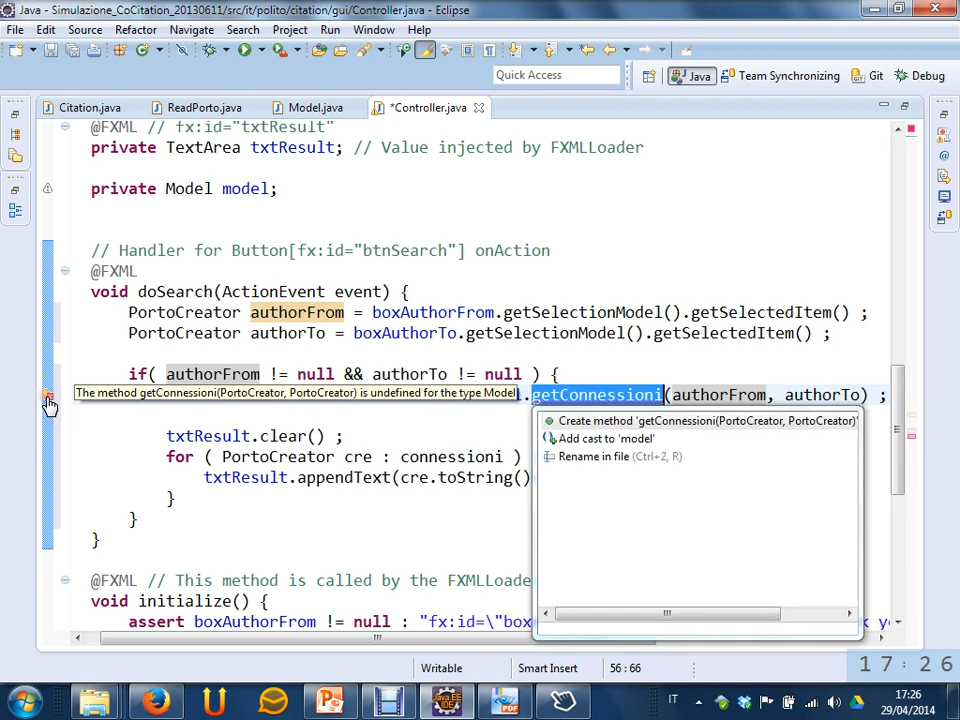 Java - Simulazione_CoCitation_20130611/src/it/polito/citation/gui/Controller.java - Eclipse
File Edit Source Refactor Navigate Search Project Run Window Help
Quick Access
Java Team Synchronizing Git Debug
Citation.java ReadPorto.java Model.java *Controller.java
@FXML // fx:id="txtResult"
private TextArea txtResult; // Value injected by FXMLLoader
private Model model;
// Handler for Button[fx:id="btnSearch"] onAction
@FXML
void doSearch(ActionEvent event) {
PortoCreator authorFrom = boxAuthorFrom.getSelectionModel().getSelectedItem() ;
PortoCreator authorTo = boxAuthorTo.getSelectionModel().getSelectedItem() ;
if( authorFrom != null && authorTo != null ) {
The method getConnessioni(PortoCreator, PortoCreator) is undefined for the type Model
.getConnessioni(authorFrom, authorTo) ;
Create method 'getConnessioni(PortoCreator, PortoCreator)'
Add cast to 'model'
Rename in file (Ctrl+2, R)
txtResult.clear() ;
for ( PortoCreator cre : connessioni )
txtResult.appendText(cre.toString()
}
}
}
@FXML // This method is called by the FXMLLoade
void initialize() {
assert boxAuthorFrom != null : "fx:id=\"box
Writable Smart Insert 56 : 66
17:26
IT
17:26
29/04/2014